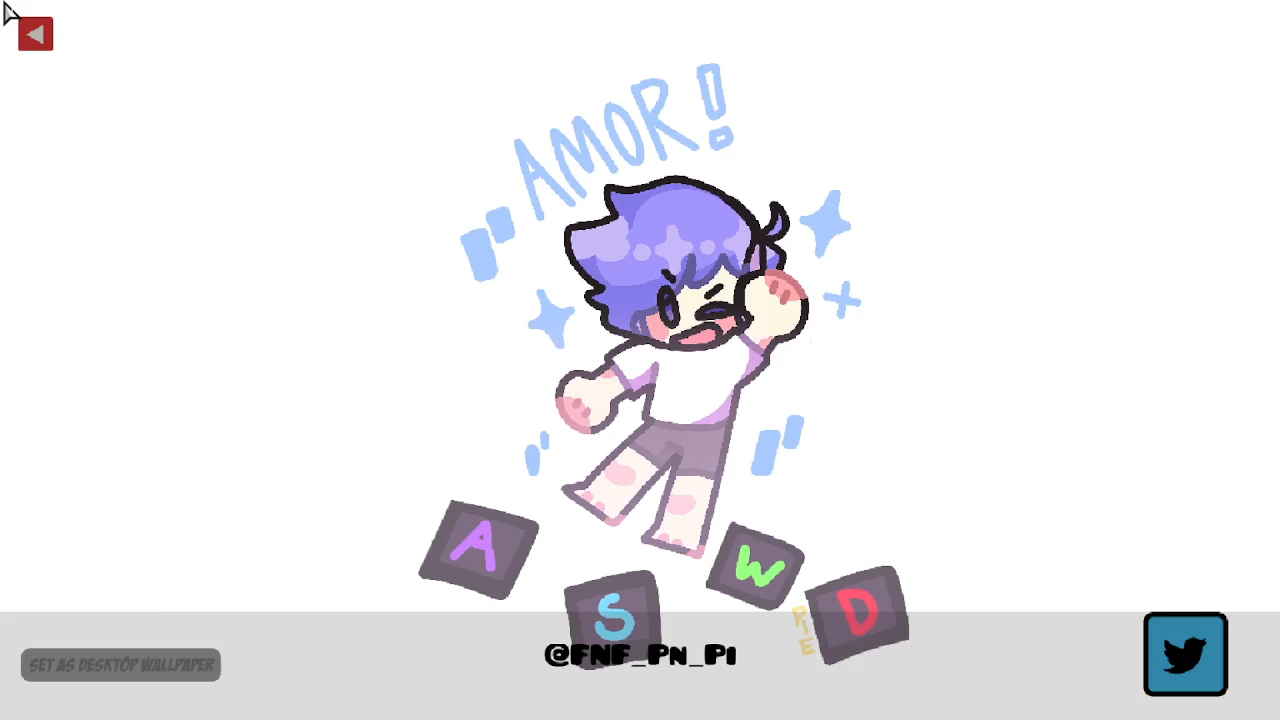 AMOR!
A
S
W
D
PIE
SET AS DESKTOP WALLPAPER
@FNF_PN_PI